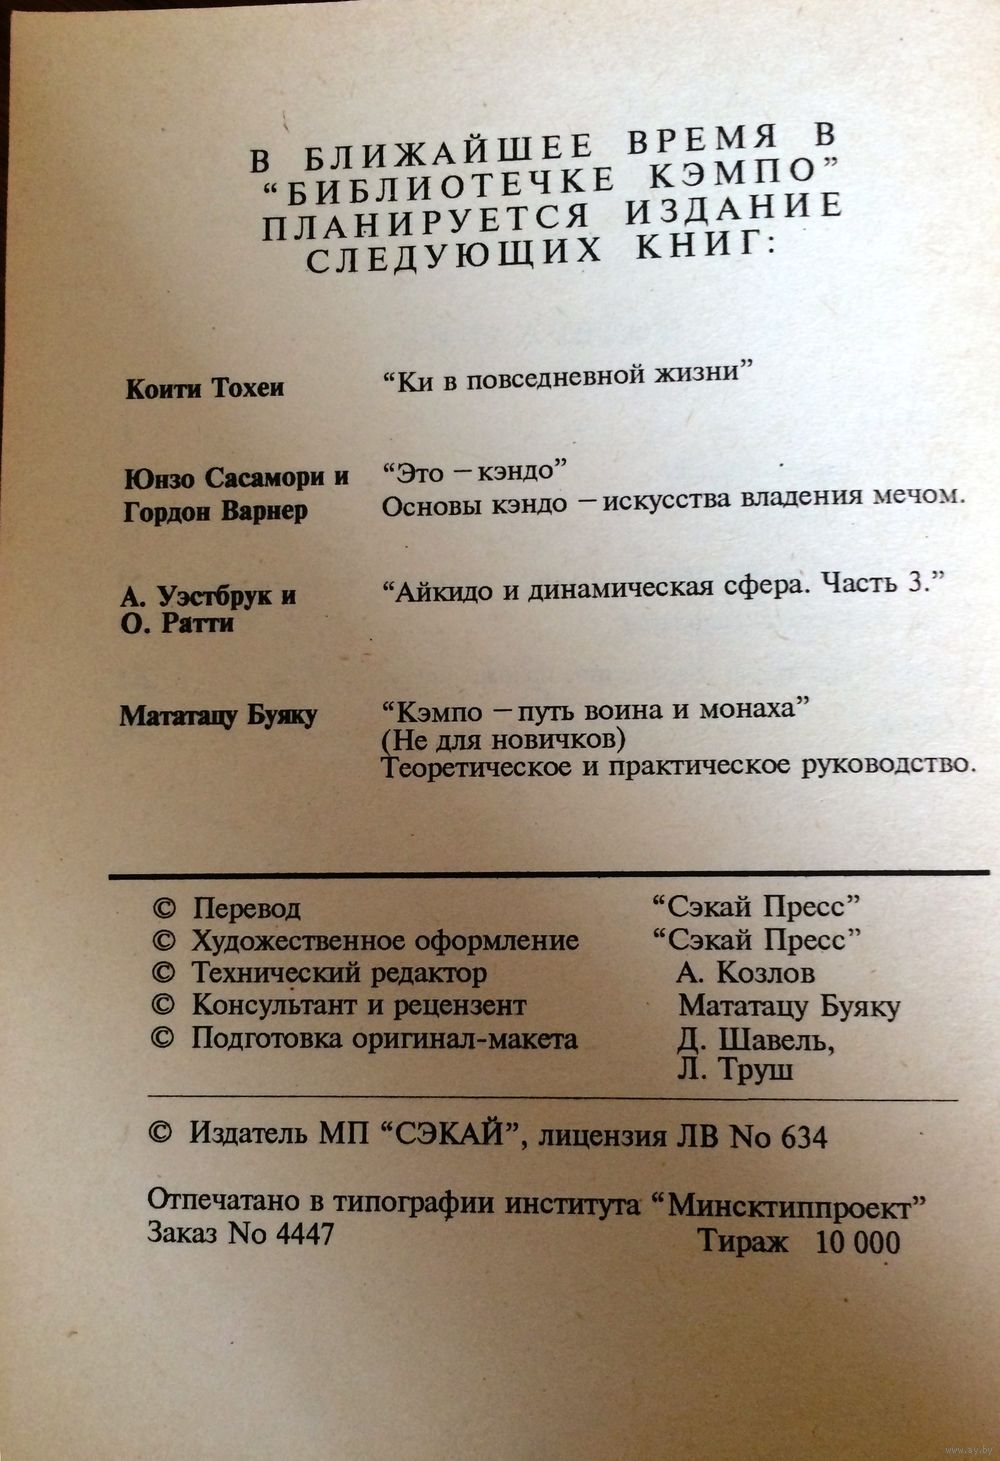 В БЛИЖАЙШЕЕ ВРЕМЯ В
“БИБЛИОТЕЧКЕ КЭМПО”
ПЛАНИРУЕТСЯ ИЗДАНИЕ
СЛЕДУЮЩИХ КНИГ:
Коити Тохеи “Ки в повседневной жизни”
Юнзо Сасамори и “Это – кэндо”
Гордон Варнер Основы кэндо – искусства владения мечом.
А. Уэстбрук и “Айкидо и динамическая сфера. Часть 3.”
О. Ратти
Мататацу Буяку “Кэмпо – путь воина и монаха”
(Не для новичков)
Теоретическое и практическое руководство.
© Перевод “Сэкай Пресс”
© Художественное оформление “Сэкай Пресс”
© Технический редактор А. Козлов
© Консультант и рецензент Мататацу Буяку
© Подготовка оригинал-макета Д. Шавель,
Л. Труш
© Издатель МП “СЭКАЙ”, лицензия ЛВ No 634
Отпечатано в типографии института “Минсктиппроект”
Заказ No 4447 Тираж 10 000
www.ay.by